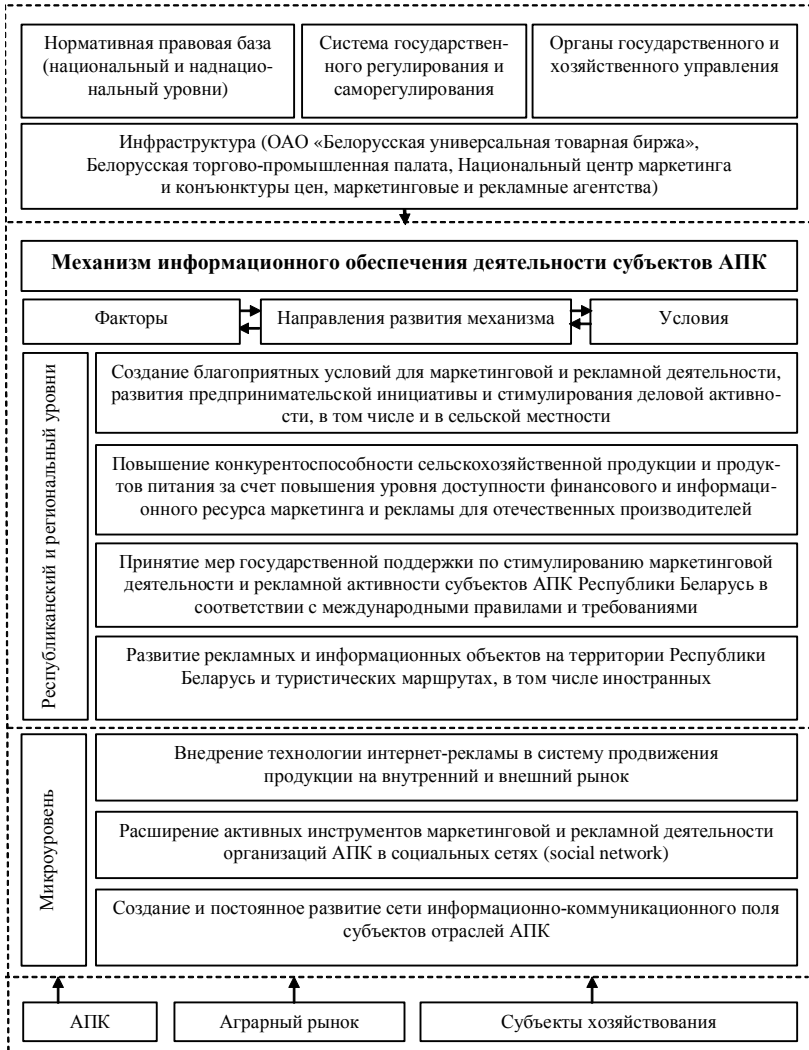 Нормативная правовая база
(национальный и наднацио-
нальный уровни)
Система государствен-
ного регулирования и
саморегулирования
Органы государственного и
хозяйственного управления
Инфраструктура (ОАО «Белорусская универсальная товарная биржа»,
Белорусская торгово-промышленная палата, Национальный центр маркетинга
и конъюнктуры цен, маркетинговые и рекламные агентства)
Механизм информационного обеспечения деятельности субъектов АПК
Факторы
Направления развития механизма
Условия
Республиканский и региональный уровни
Создание благоприятных условий для маркетинговой и рекламной деятельности,
развития предпринимательской инициативы и стимулирования деловой активно-
сти, в том числе и в сельской местности
Повышение конкурентоспособности сельскохозяйственной продукции и продук-
тов питания за счет повышения уровня доступности финансового и информаци-
онного ресурса маркетинга и рекламы для отечественных производителей
Принятие мер государственной поддержки по стимулированию маркетинговой
деятельности и рекламной активности субъектов АПК Республики Беларусь в
соответствии с международными правилами и требованиями
Развитие рекламных и информационных объектов на территории Республики
Беларусь и туристических маршрутах, в том числе иностранных
Микроуровень
Внедрение технологии интернет-рекламы в систему продвижения
продукции на внутренний и внешний рынок
Расширение активных инструментов маркетинговой и рекламной деятельности
организаций АПК в социальных сетях (social network)
Создание и постоянное развитие сети информационно-коммуникационного поля
субъектов отраслей АПК
АПК
Аграрный рынок
Субъекты хозяйствования